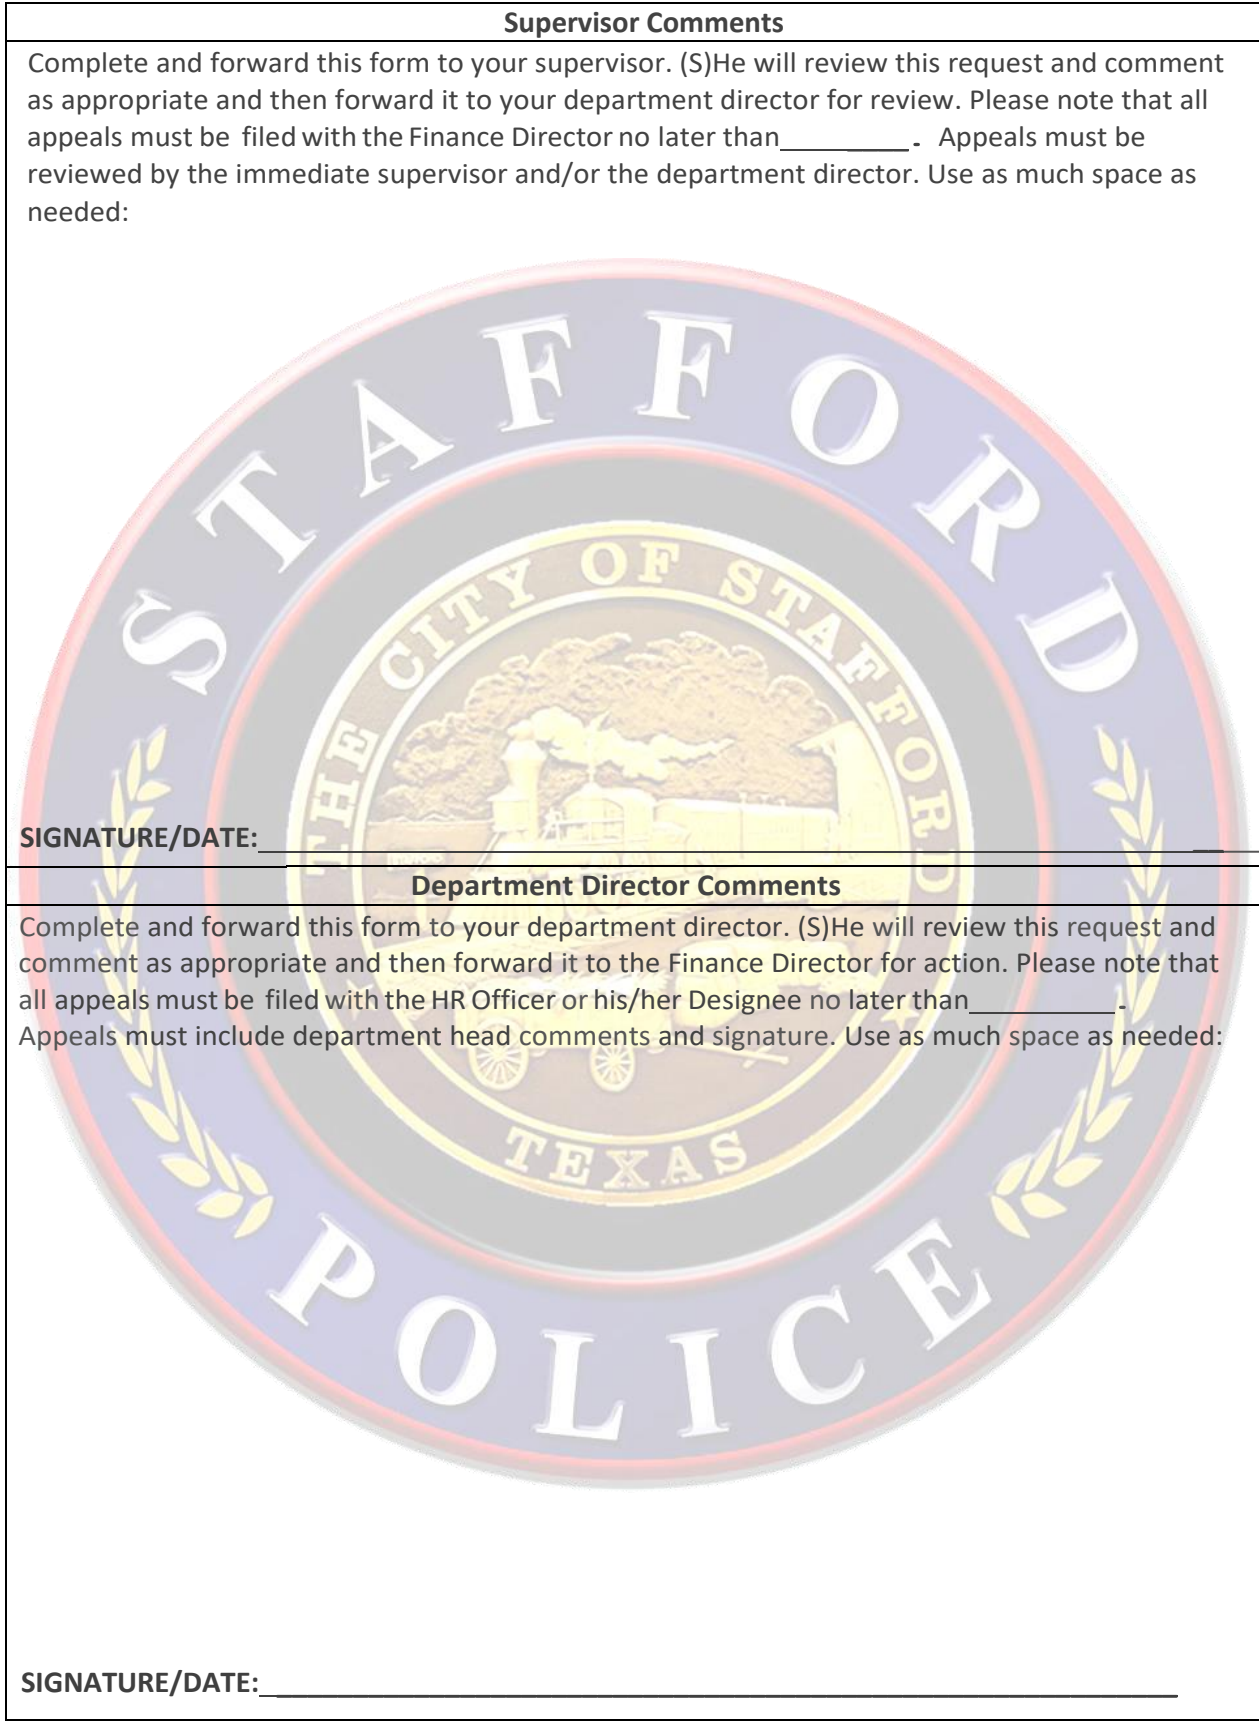 Supervisor Comments
Complete and forward this form to your supervisor. (S)He will review this request and comment
as appropriate and then forward it to your department director for review. Please note that all
appeals must be filed with the Finance Director no later than_________. Appeals must be
reviewed by the immediate supervisor and/or the department director. Use as much space as
needed:
STAFFORD
THE CITY OF STAFFORD
SIGNATURE/DATE:
Department Director Comments
Complete and forward this form to your department director. (S)He will review this request and
comment as appropriate and then forward it to the Finance Director for action. Please note that
all appeals must be filed with the HR Officer or his/her Designee no later than__________.
Appeals must include department head comments and signature. Use as much space as needed:
TEXAS
POLICE
SIGNATURE/DATE: